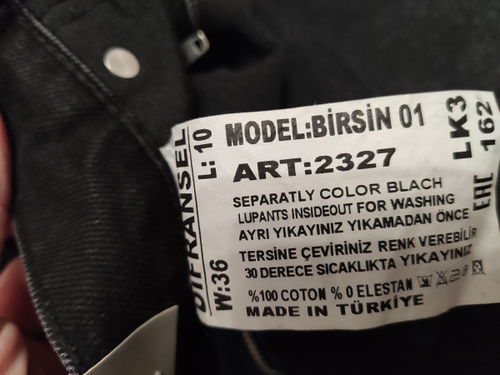 DIFRANSEL
W:36 L: 10
MODEL:BİRSİN 01
ART:2327
SEPARATLY COLOR BLACH
LUPANTS INSIDEOUT FOR WASHING
AYRI YIKAYINIZ YIKAMADAN ÖNCE
TERSİNE ÇEVİRİNİZ RENK VEREBİLİR
30 DERECE SICAKLIKTA YIKAYINIZ
%100 COTON % 0 ELESTAN
MADE IN TÜRKİYE
LK3
162
EAC